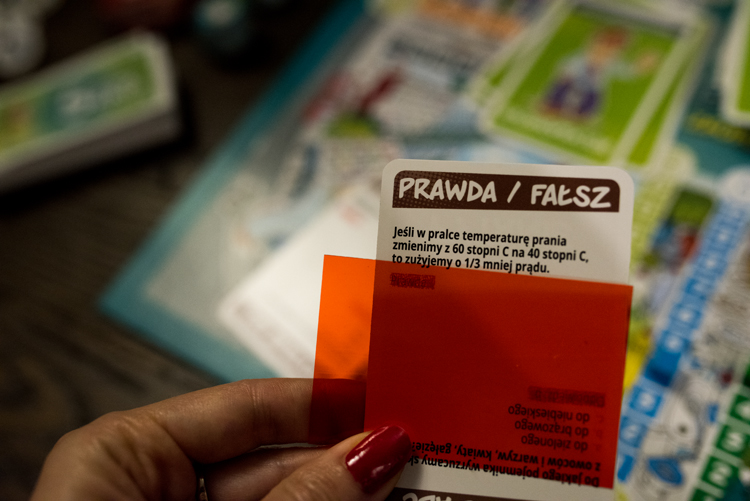 PRAWDA / FAŁSZ
Jeśli w pralce temperaturę prania
zmienimy z 60 stopni C na 40 stopni C,
to zużyjemy o 1/3 mniej prądu.
do niebieskiego
do brązowego
do zielonego
z owoców i warzyw, kwiaty, gałęzie?
Do jakiego pojemnika wyrzucamy